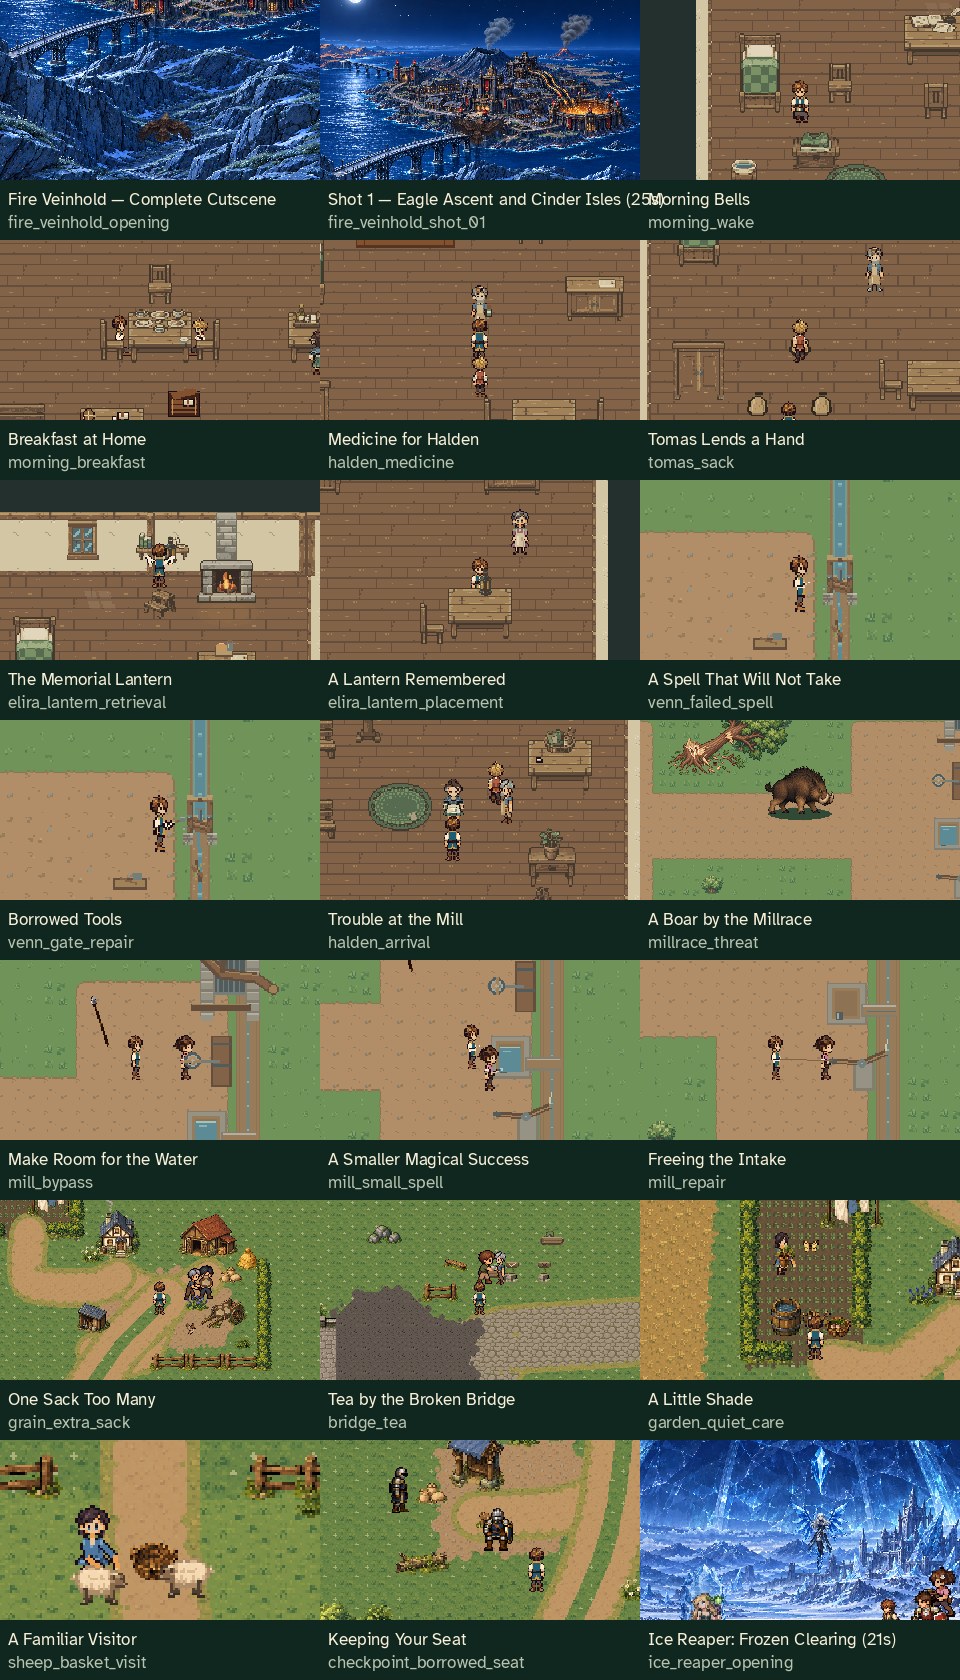 Fire Veinhold — Complete Cutscene
fire_veinhold_opening
Shot 1 — Eagle Ascent and Cinder Isles (25s)
fire_veinhold_shot_01
Morning Bells
morning_wake
Breakfast at Home
morning_breakfast
Medicine for Halden
halden_medicine
Tomas Lends a Hand
tomas_sack
The Memorial Lantern
elira_lantern_retrieval
A Lantern Remembered
elira_lantern_placement
A Spell That Will Not Take
venn_failed_spell
Borrowed Tools
venn_gate_repair
Trouble at the Mill
halden_arrival
A Boar by the Millrace
millrace_threat
Make Room for the Water
mill_bypass
A Smaller Magical Success
mill_small_spell
Freeing the Intake
mill_repair
One Sack Too Many
grain_extra_sack
Tea by the Broken Bridge
bridge_tea
A Little Shade
garden_quiet_care
A Familiar Visitor
sheep_basket_visit
Keeping Your Seat
checkpoint_borrowed_seat
Ice Reaper: Frozen Clearing (21s)
ice_reaper_opening